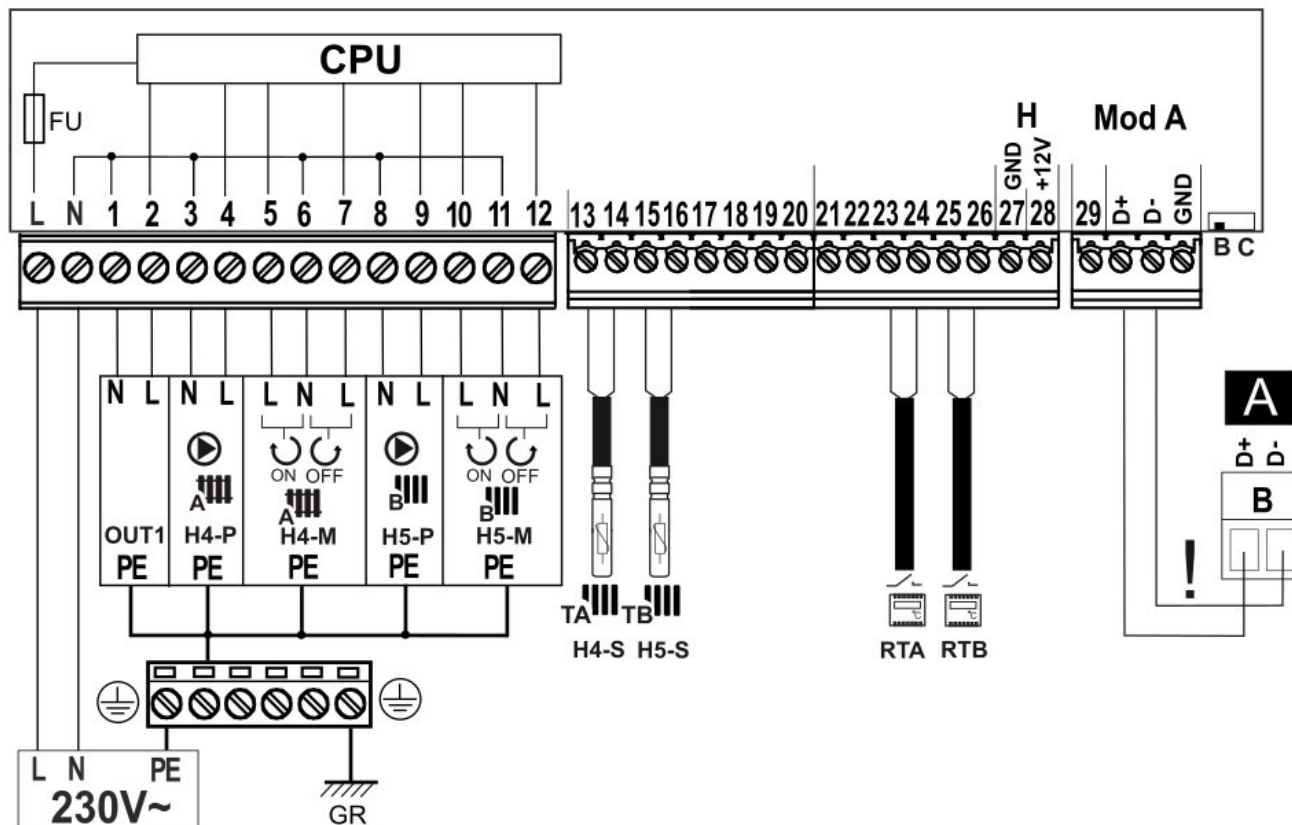 CPU
FU
H
Mod A
GND
+12V
D+
D-
GND
L N 1 2 3 4 5 6 7 8 9 10 11 12
13 14 15 16 17 18 19 20 21 22 23 24 25 26 27 28
29
B C
N L N L L N L N L L N L
ON OFF ON OFF
A A B B
OUT1 H4-P H4-M H5-P H5-M
PE PE PE PE PE
TA TB
H4-S H5-S
°C °C
RTA RTB
A
D+ D-
B
!
L N PE
230V~
GR